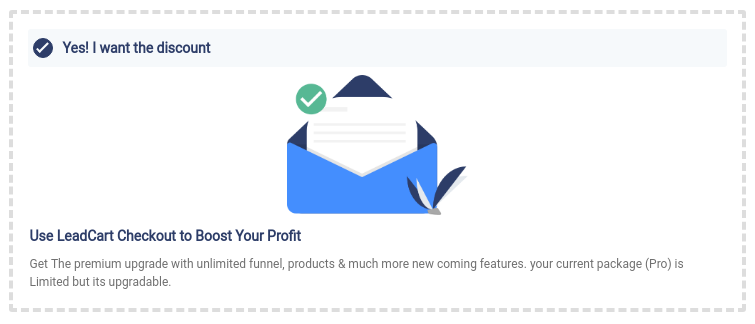 Yes! I want the discount
Use LeadCart Checkout to Boost Your Profit
Get The premium upgrade with unlimited funnel, products & much more new coming features. your current package (Pro) is
Limited but its upgradable.